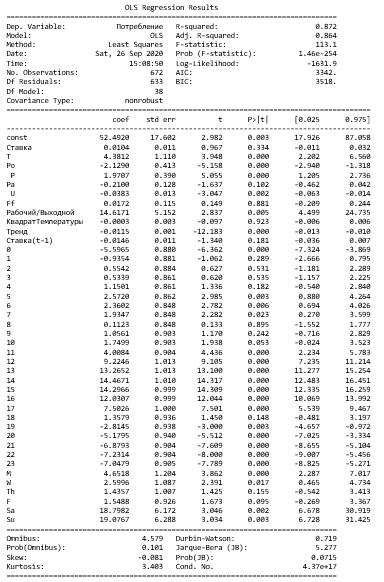 OLS Regression Results
Dep. Variable: Потребление R-squared: 0.872
Model: OLS Adj. R-squared: 0.864
Method: Least Squares F-statistic: 113.1
Date: Sat, 26 Sep 2020 Prob (F-statistic): 1.46e-254
Time: 15:08:50 Log-Likelihood: -1631.9
No. Observations: 672 AIC: 3342.
Df Residuals: 633 BIC: 3518.
Df Model: 38
Covariance Type: nonrobust
coef std err t P>|t| [0.025 0.975]
const 52.4920 17.602 2.982 0.003 17.926 87.058
Ставка 0.0104 0.011 0.967 0.334 -0.011 0.032
T 4.3812 1.110 3.948 0.000 2.202 6.560
Po -2.1290 0.413 -5.158 0.000 -2.940 -1.318
P 1.9707 0.390 5.055 0.000 1.205 2.736
Pa -0.2100 0.128 -1.637 0.102 -0.462 0.042
U -0.0383 0.013 -3.047 0.002 -0.063 -0.014
Ff 0.0172 0.115 0.149 0.881 -0.209 0.244
Рабочий/Выходной 14.6171 5.152 2.837 0.005 4.499 24.735
КвадратТемпературы -0.0003 0.003 -0.097 0.923 -0.006 0.006
Тренд -0.0115 0.001 -12.183 0.000 -0.013 -0.010
Ставка(t-1) -0.0146 0.011 -1.340 0.181 -0.036 0.007
0 -5.5965 0.880 -6.362 0.000 -7.324 -3.869
1 -0.9354 0.881 -1.062 0.289 -2.666 0.795
2 0.5542 0.884 0.627 0.531 -1.181 2.289
3 0.5339 0.861 0.620 0.535 -1.157 2.225
4 1.1501 0.861 1.336 0.182 -0.540 2.840
5 2.5720 0.862 2.985 0.003 0.880 4.264
6 2.3602 0.848 2.782 0.006 0.694 4.026
7 1.9347 0.848 2.282 0.023 0.270 3.599
8 0.1123 0.848 0.133 0.895 -1.552 1.777
9 1.0561 0.903 1.170 0.242 -0.716 2.829
10 1.7499 0.903 1.938 0.053 -0.024 3.523
11 4.0084 0.904 4.436 0.000 2.234 5.783
12 9.2246 1.013 9.105 0.000 7.235 11.214
13 13.2652 1.013 13.100 0.000 11.277 15.254
14 14.4671 1.010 14.317 0.000 12.483 16.451
15 14.2966 0.999 14.309 0.000 12.335 16.259
16 12.0307 0.999 12.044 0.000 10.069 13.992
17 7.5026 1.000 7.501 0.000 5.539 9.467
18 1.3579 0.936 1.450 0.148 -0.481 3.197
19 -2.8145 0.938 -3.000 0.003 -4.657 -0.972
20 -5.1795 0.940 -5.512 0.000 -7.025 -3.334
21 -6.8793 0.904 -7.609 0.000 -8.655 -5.104
22 -7.2314 0.904 -8.000 0.000 -9.007 -5.456
23 -7.0479 0.905 -7.789 0.000 -8.825 -5.271
M 4.6518 1.204 3.862 0.000 2.287 7.017
W 2.5996 1.087 2.391 0.017 0.465 4.734
Th 1.4357 1.007 1.425 0.155 -0.542 3.413
F 1.5488 0.926 1.673 0.095 -0.269 3.367
Sa 18.7982 6.172 3.046 0.002 6.678 30.919
Su 19.0767 6.288 3.034 0.003 6.728 31.425
Omnibus: 4.579 Durbin-Watson: 0.719
Prob(Omnibus): 0.101 Jarque-Bera (JB): 5.277
Skew: -0.081 Prob(JB): 0.0715
Kurtosis: 3.403 Cond. No. 4.37e+17